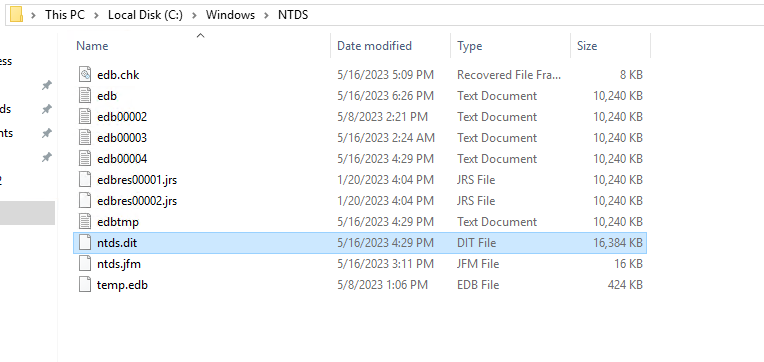 This PC > Local Disk (C:) > Windows > NTDS
Name Date modified Type Size
ess
edb.chk 5/16/2023 5:09 PM Recovered File Fra... 8 KB
edb 5/16/2023 6:26 PM Text Document 10,240 KB
ds edb00002 5/8/2023 2:21 PM Text Document 10,240 KB
nts edb00003 5/16/2023 2:24 AM Text Document 10,240 KB
edb00004 5/16/2023 4:29 PM Text Document 10,240 KB
edbres00001.jrs 1/20/2023 4:04 PM JRS File 10,240 KB
edbres00002.jrs 1/20/2023 4:04 PM JRS File 10,240 KB
edbtmp 5/16/2023 4:29 PM Text Document 10,240 KB
ntds.dit 5/16/2023 4:29 PM DIT File 16,384 KB
ntds.jfm 5/16/2023 3:11 PM JFM File 16 KB
temp.edb 5/8/2023 1:06 PM EDB File 424 KB